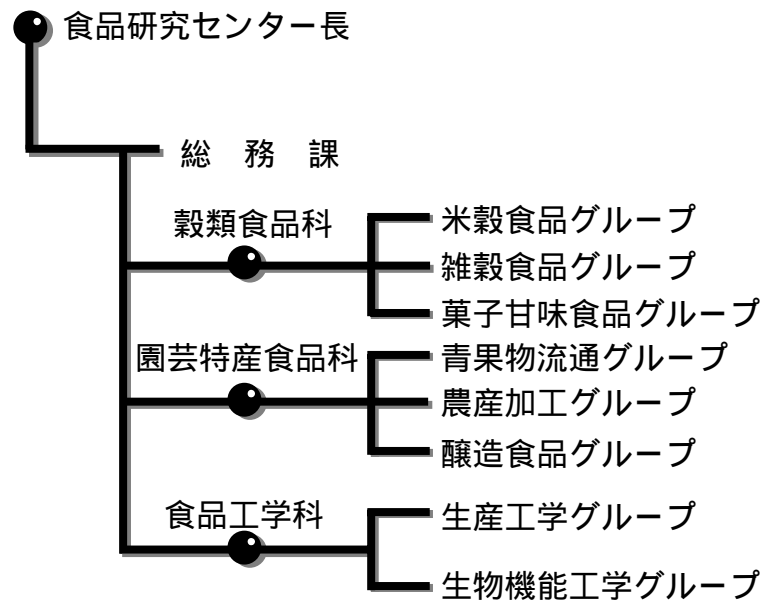 食品研究センター長
総　務　課
穀類食品科
米穀食品グループ
雑穀食品グループ
菓子甘味食品グループ
園芸特産食品科
青果物流通グループ
農産加工グループ
醸造食品グループ
食品工学科
生産工学グループ
生物機能工学グループ